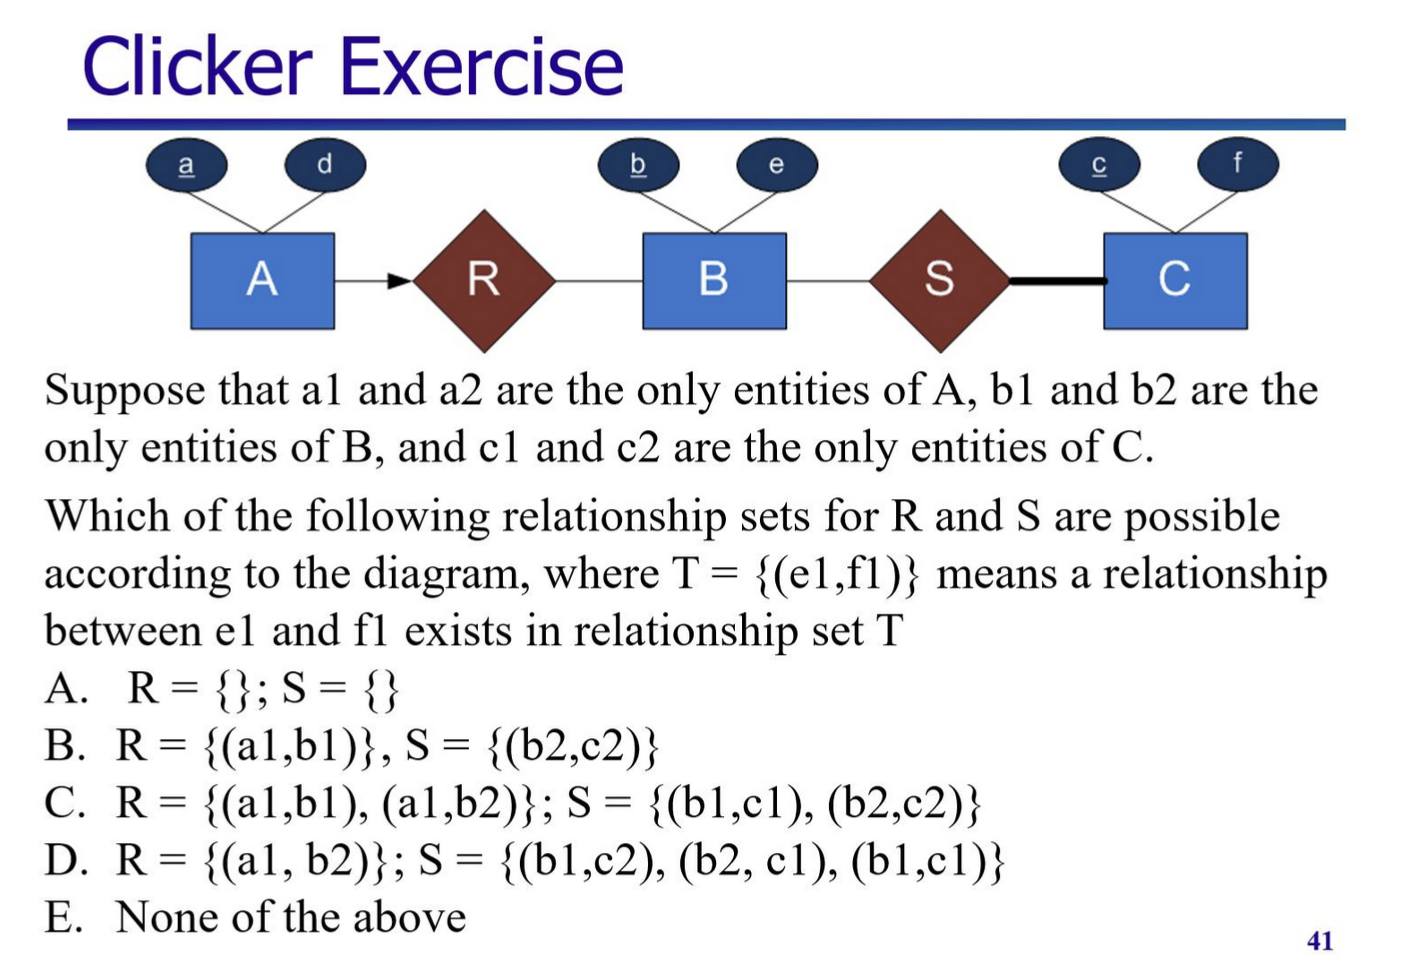 Clicker Exercise
a d b e c f
A R B S C
Suppose that a1 and a2 are the only entities of A, b1 and b2 are the
only entities of B, and c1 and c2 are the only entities of C.
Which of the following relationship sets for R and S are possible
according to the diagram, where T = {(e1,f1)} means a relationship
between e1 and f1 exists in relationship set T
A. R = {}; S = {}
B. R = {(a1,b1)}, S = {(b2,c2)}
C. R = {(a1,b1), (a1,b2)}; S = {(b1,c1), (b2,c2)}
D. R = {(a1, b2)}; S = {(b1,c2), (b2, c1), (b1,c1)}
E. None of the above
41